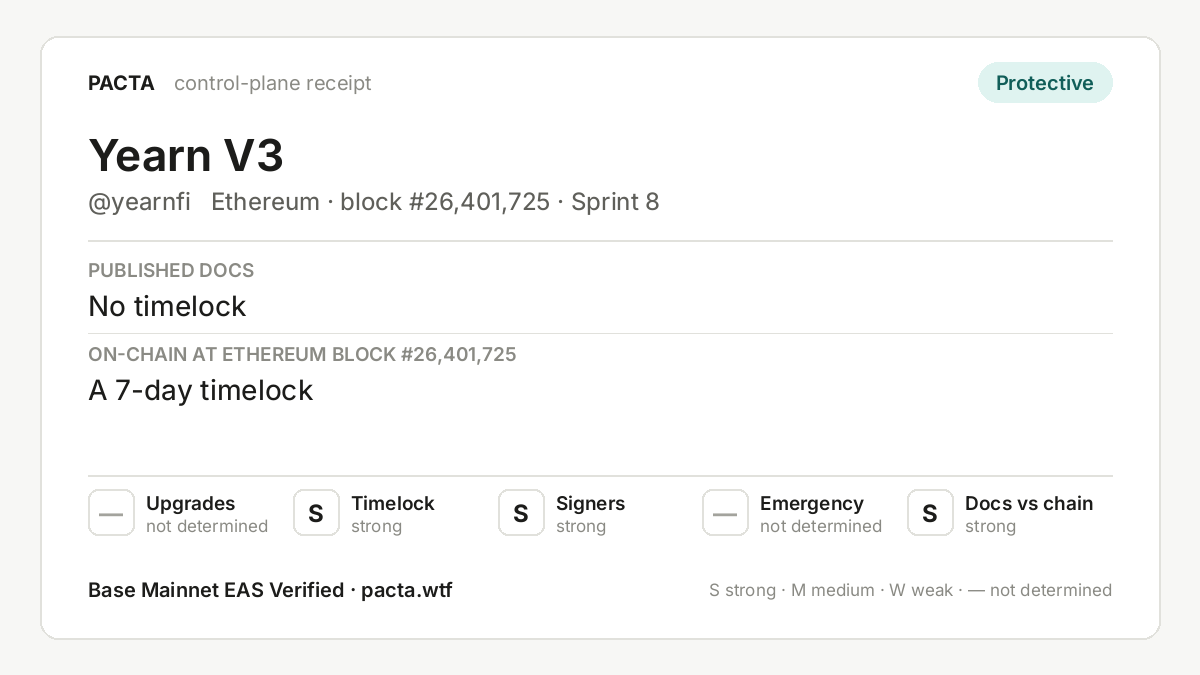 PACTA control-plane receipt Protective
Yearn V3
@yearnfi Ethereum · block #26,401,725 · Sprint 8
PUBLISHED DOCS
No timelock
ON-CHAIN AT ETHEREUM BLOCK #26,401,725
A 7-day timelock
— Upgrades not determined
S Timelock strong
S Signers strong
— Emergency not determined
S Docs vs chain strong
Base Mainnet EAS Verified · pacta.wtf
S strong · M medium · W weak · — not determined